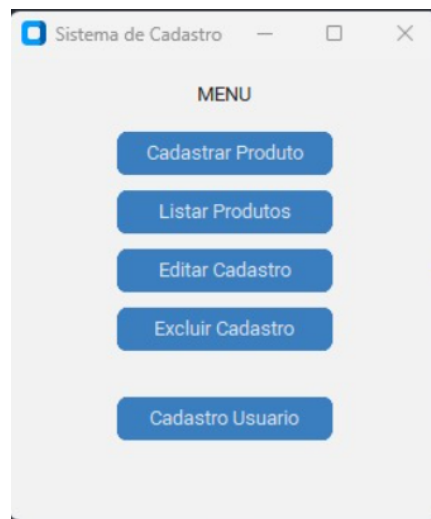 Sistema de Cadastro
MENU
Cadastrar Produto
Listar Produtos
Editar Cadastro
Excluir Cadastro
Cadastro Usuario